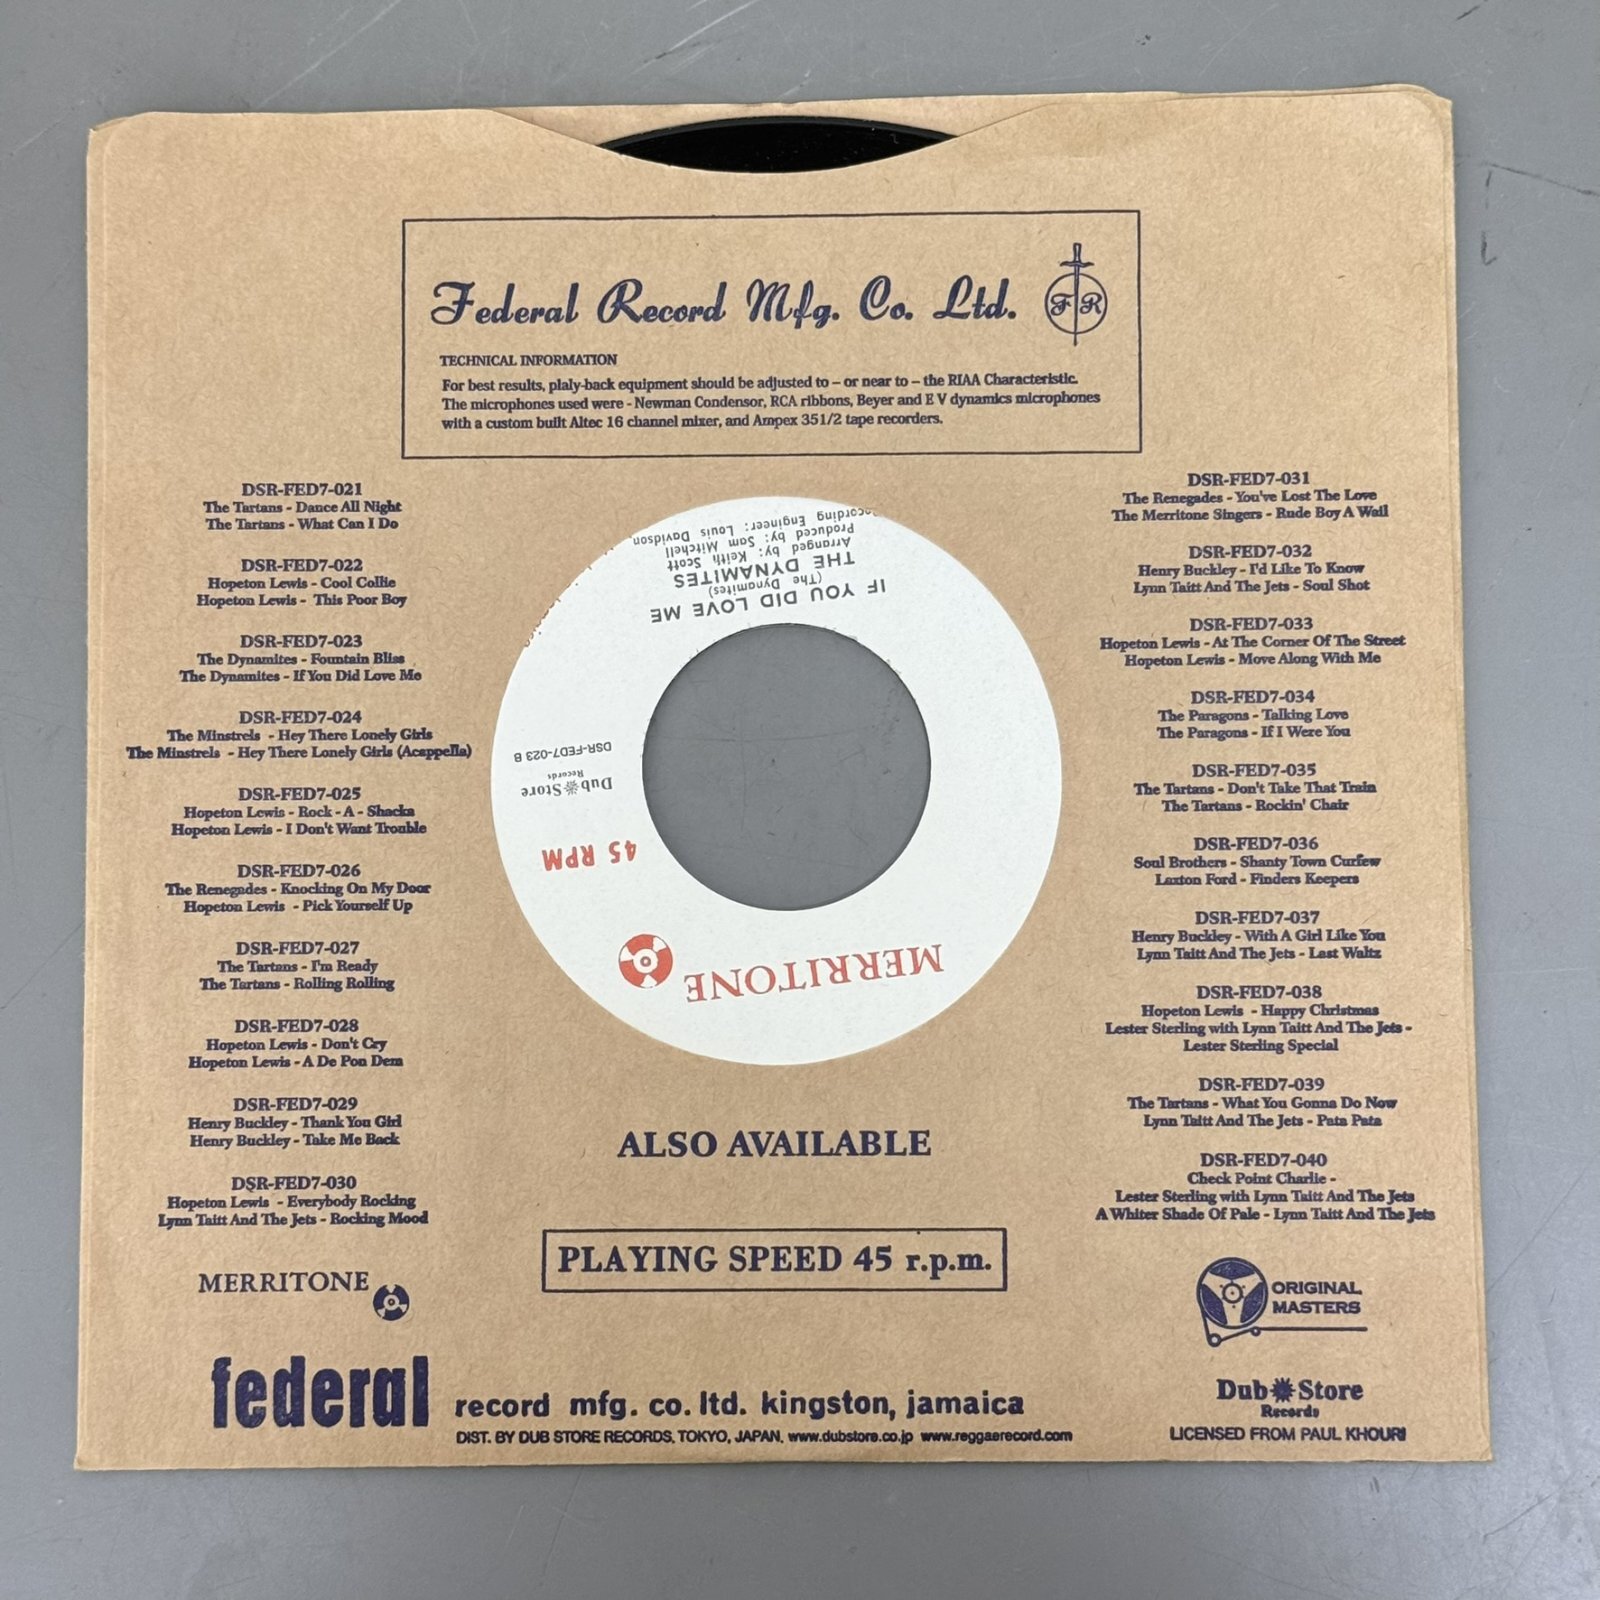 Federal Record Mfg. Co. Ltd.
F R
TECHNICAL INFORMATION
For best results, plaly-back equipment should be adjusted to – or near to – the RIAA Characteristic.
The microphones used were - Newman Condensor, RCA ribbons, Beyer and E V dynamics microphones
with a custom built Altec 16 channel mixer, and Ampex 351/2 tape recorders.
DSR-FED7-021
The Tartans - Dance All Night
The Tartans - What Can I Do
DSR-FED7-022
Hopeton Lewis - Cool Collie
Hopeton Lewis - This Poor Boy
DSR-FED7-023
The Dynamites - Fountain Bliss
The Dynamites - If You Did Love Me
DSR-FED7-024
The Minstrels - Hey There Lonely Girls
The Minstrels - Hey There Lonely Girls (Acappella)
DSR-FED7-025
Hopeton Lewis - Rock - A - Shacka
Hopeton Lewis - I Don't Want Trouble
DSR-FED7-026
The Renegades - Knocking On My Door
Hopeton Lewis - Pick Yourself Up
DSR-FED7-027
The Tartans - I'm Ready
The Tartans - Rolling Rolling
DSR-FED7-028
Hopeton Lewis - Don't Cry
Hopeton Lewis - A De Pon Dem
DSR-FED7-029
Henry Buckley - Thank You Girl
Henry Buckley - Take Me Back
DSR-FED7-030
Hopeton Lewis - Everybody Rocking
Lynn Taitt And The Jets - Rocking Mood
MERRITONE
MERRITONE
45 RPM
Dub Store
Records
DSR-FED7-023 B
IF YOU DID LOVE ME
(The Dynamites)
THE DYNAMITES
Arranged by: Keith Scott
Produced by: Sam Mitchell
Engineer: Louis Davidson
DSR-FED7-031
The Renegades - You've Lost The Love
The Merritone Singers - Rude Boy A Wail
DSR-FED7-032
Henry Buckley - I'd Like To Know
Lynn Taitt And The Jets - Soul Shot
DSR-FED7-033
Hopeton Lewis - At The Corner Of The Street
Hopeton Lewis - Move Along With Me
DSR-FED7-034
The Paragons - Talking Love
The Paragons - If I Were You
DSR-FED7-035
The Tartans - Don't Take That Train
The Tartans - Rockin' Chair
DSR-FED7-036
Soul Brothers - Shanty Town Curfew
Laxton Ford - Finders Keepers
DSR-FED7-037
Henry Buckley - With A Girl Like You
Lynn Taitt And The Jets - Last Waltz
DSR-FED7-038
Hopeton Lewis - Happy Christmas
Lester Sterling with Lynn Taitt And The Jets -
Lester Sterling Special
DSR-FED7-039
The Tartans - What You Gonna Do Now
Lynn Taitt And The Jets - Pata Pata
DSR-FED7-040
Check Point Charlie -
Lester Sterling with Lynn Taitt And The Jets
A Whiter Shade Of Pale - Lynn Taitt And The Jets
ALSO AVAILABLE
PLAYING SPEED 45 r.p.m.
ORIGINAL
MASTERS
federal record mfg. co. ltd. kingston, jamaica
DIST. BY DUB STORE RECORDS, TOKYO, JAPAN, www.dubstore.co.jp www.reggaerecord.com
Dub Store
Records
LICENSED FROM PAUL KHOURI